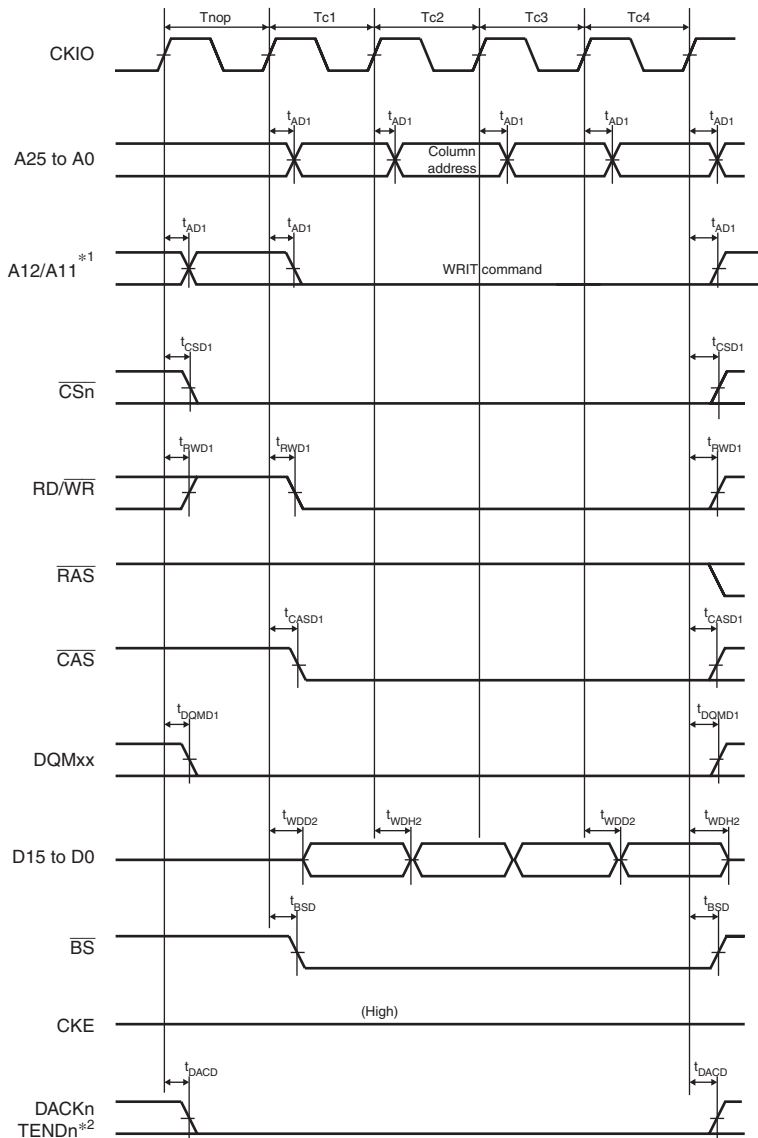 Tnop Tc1 Tc2 Tc3 Tc4
CKIO
tAD1 tAD1 tAD1 tAD1 tAD1
A25 to A0
Column
address
tAD1 tAD1 tAD1
A12/A11*1
WRIT command
tCSD1 tCSD1
CSn
tRWD1 tRWD1 tRWD1
RD/WR
RAS
tCASD1 tCASD1
CAS
tDQMD1 tDQMD1
DQMxx
tWDD2 tWDH2 tWDD2 tWDH2
D15 to D0
tBSD tBSD
BS
(High)
CKE
tDACD tDACD
DACKn
TENDn*2